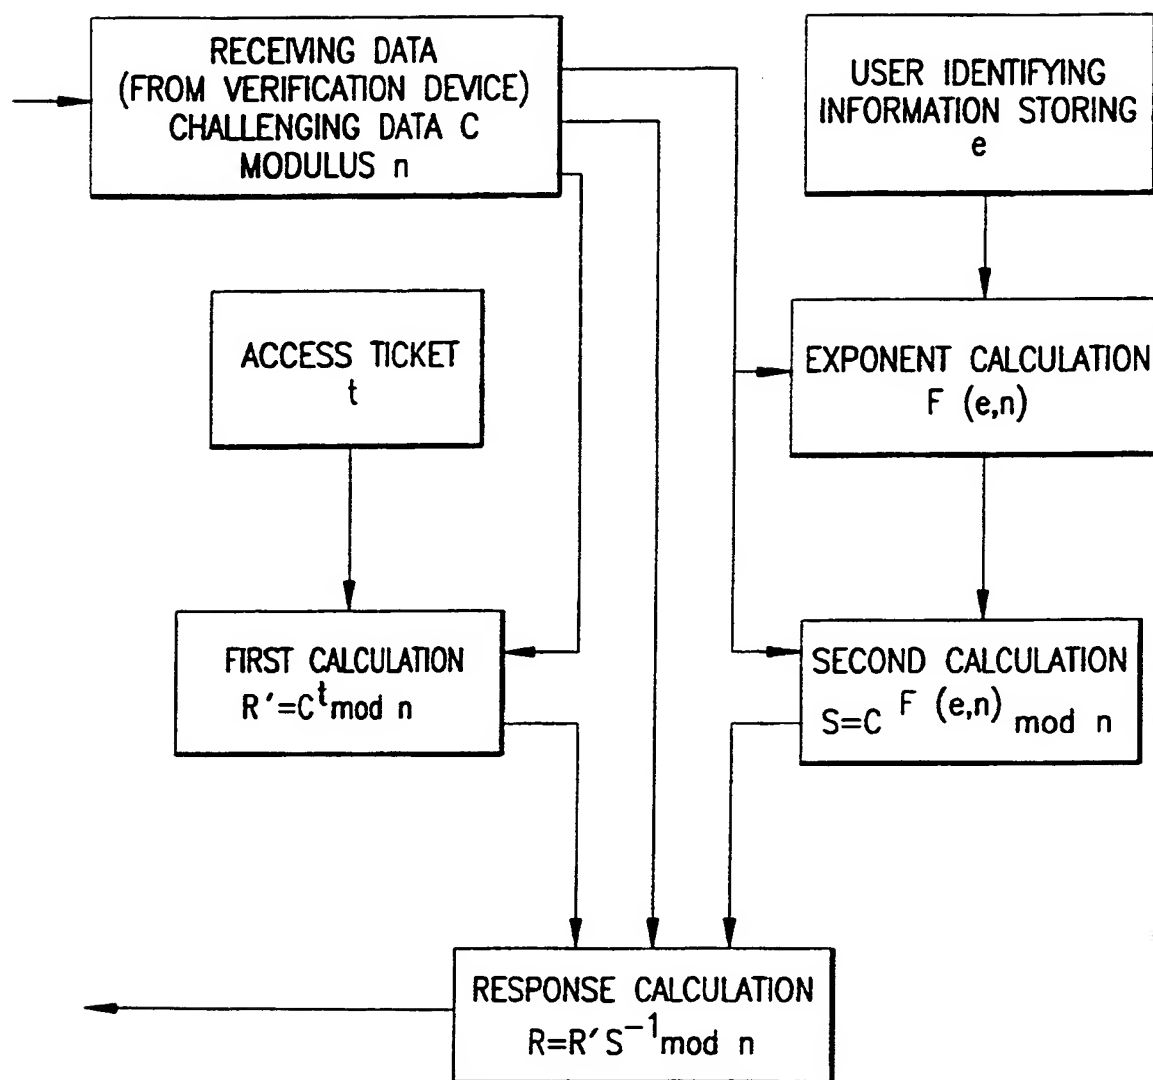 RECEIVING DATA
(FROM VERIFICATION DEVICE)
CHALLENGING DATA C
MODULUS n
USER IDENTIFYING
INFORMATION STORING
e
ACCESS TICKET
t
EXPONENT CALCULATION
F (e,n)
FIRST CALCULATION
R′=C^t mod n
SECOND CALCULATION
S=C^F (e,n) mod n
RESPONSE CALCULATION
R=R′S^-1 mod n